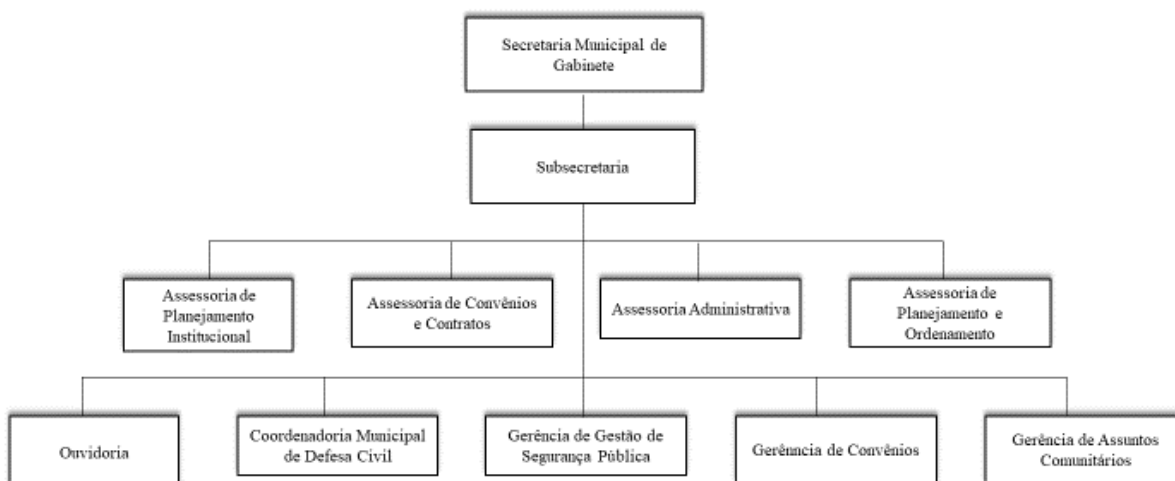 Secretaria Municipal de
Gabinete
Subsecretaria
Assessoria de
Planejamento
Institucional
Assessoria de Convênios
e Contratos
Assessoria Administrativa
Assessoria de
Planejamento e
Ordenamento
Ouvidoria
Coordenadoria Municipal
de Defesa Civil
Gerência de Gestão de
Segurança Pública
Gerênncia de Convênios
Gerência de Assuntos
Comunitários